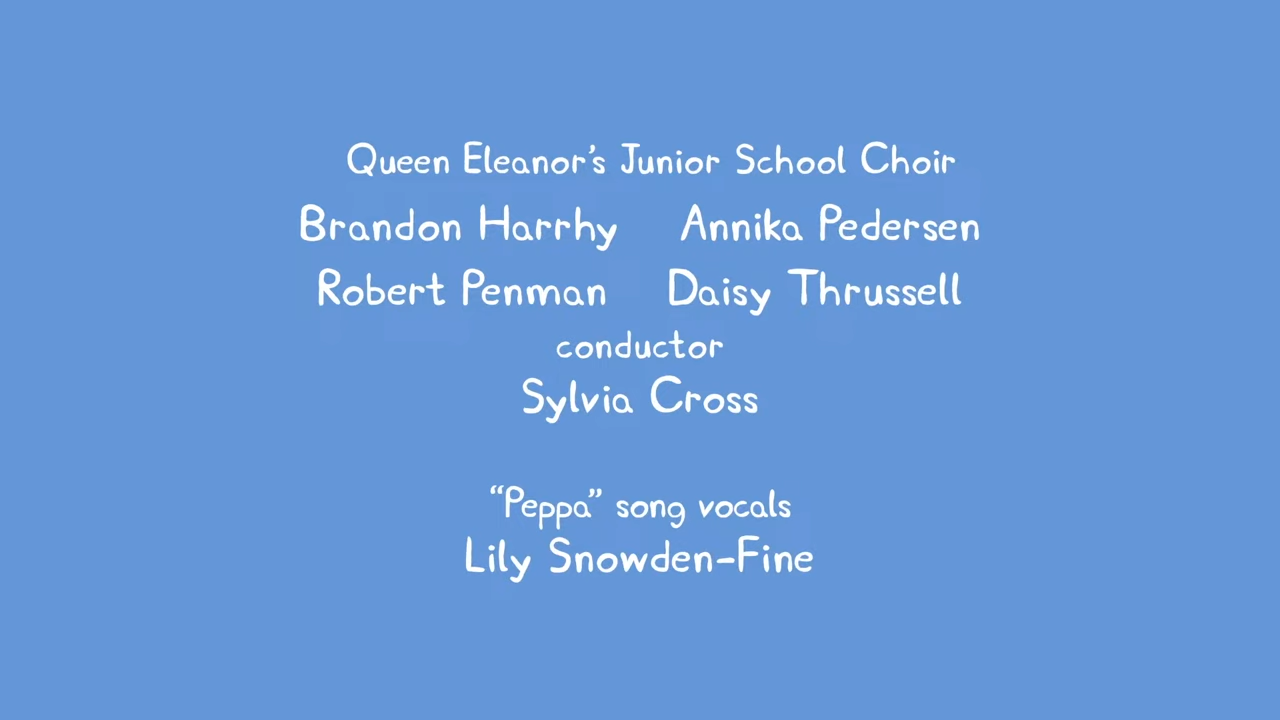 Queen Eleanor's Junior School Choir
Brandon Harrhy Annika Pedersen
Robert Penman Daisy Thrussell
conductor
Sylvia Cross
“Peppa” song vocals
Lily Snowden-Fine